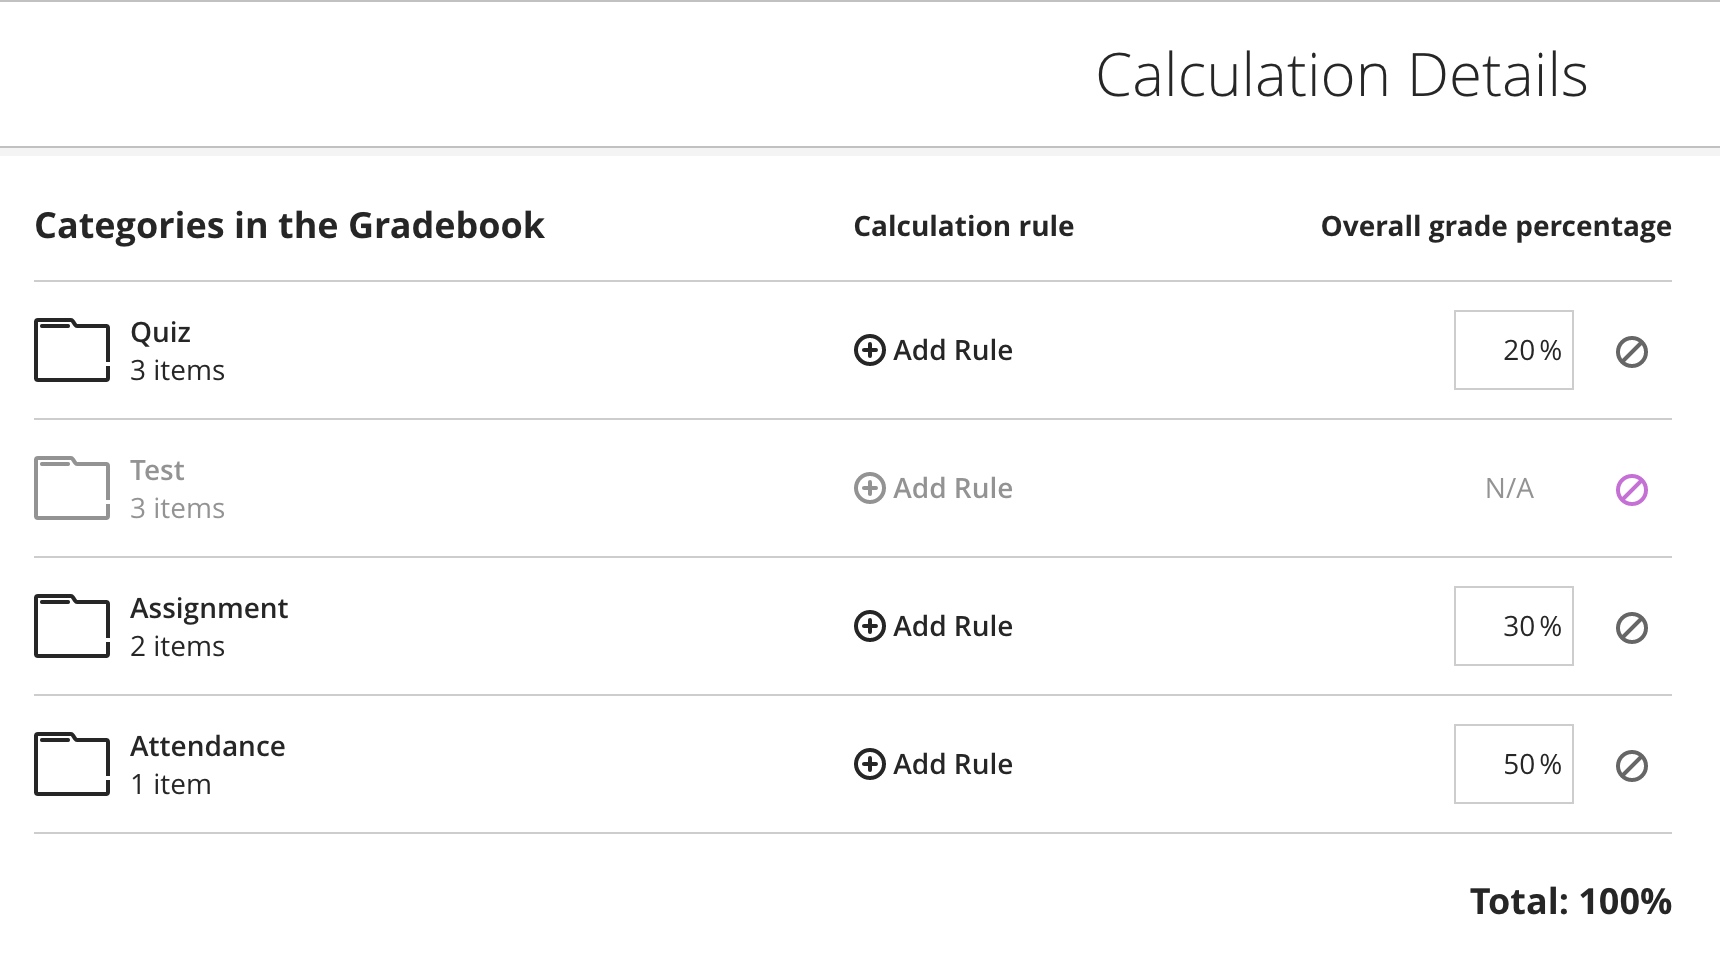 Calculation Details
Categories in the Gradebook Calculation rule Overall grade percentage
Quiz
3 items
Add Rule
20 %
Test
3 items
Add Rule
N/A
Assignment
2 items
Add Rule
30 %
Attendance
1 item
Add Rule
50 %
Total: 100%